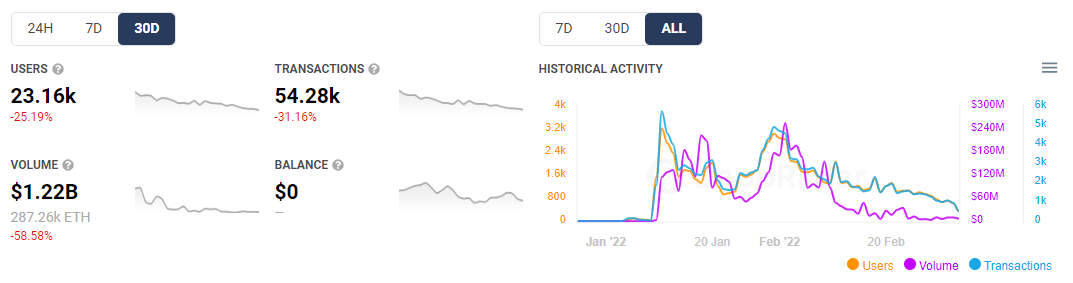 24H 7D 30D
USERS ?
23.16k
-25.19%
TRANSACTIONS ?
54.28k
-31.16%
VOLUME ?
$1.22B
287.26k ETH
-58.58%
BALANCE ?
$0
—
7D 30D ALL
HISTORICAL ACTIVITY
4k
3.2k
2.4k
1.6k
800
0
$300M
$240M
$180M
$120M
$60M
$0
6k
5k
4k
3k
2k
1k
0
Jan '22 20 Jan Feb '22 20 Feb
Users Volume Transactions